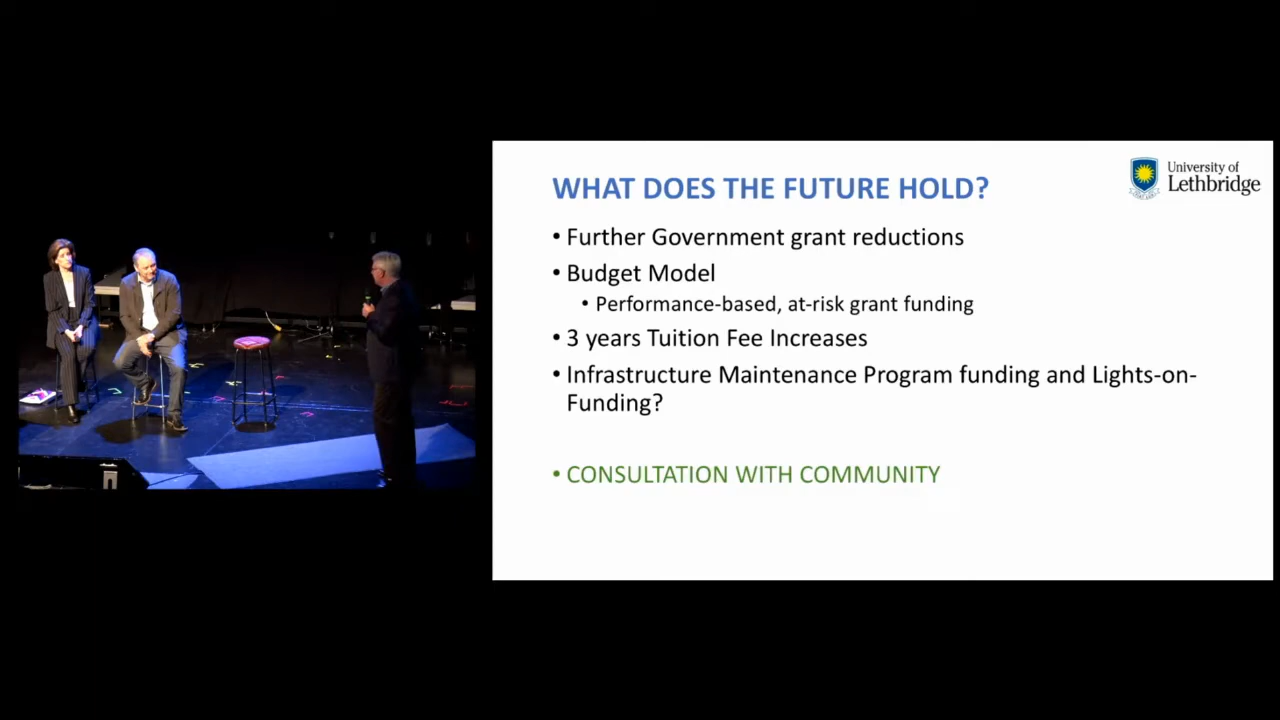 University of
Lethbridge
WHAT DOES THE FUTURE HOLD?
• Further Government grant reductions
• Budget Model
• Performance-based, at-risk grant funding
• 3 years Tuition Fee Increases
• Infrastructure Maintenance Program funding and Lights-on-
Funding?
• CONSULTATION WITH COMMUNITY